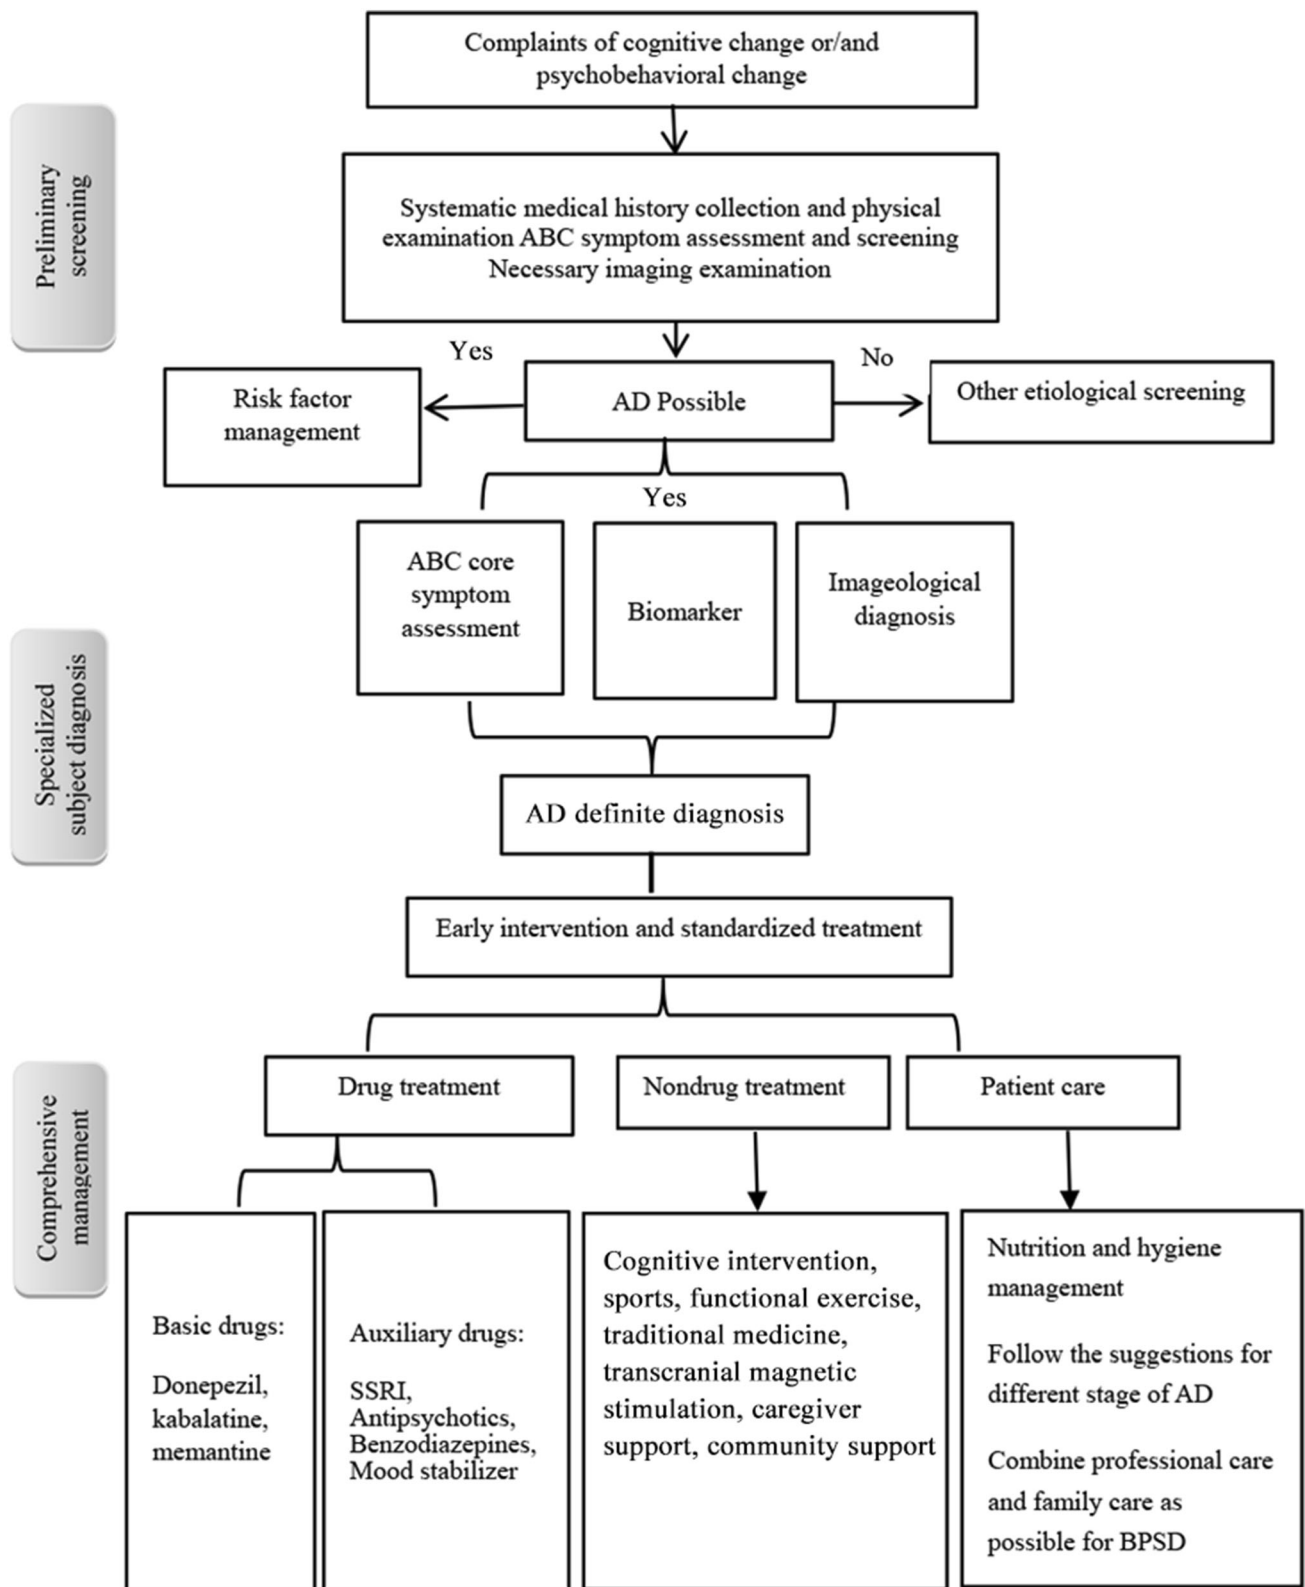 Complaints of cognitive change or/and
psychobehavioral change
Preliminary
screening
Systematic medical history collection and physical
examination ABC symptom assessment and screening
Necessary imaging examination
Yes
No
Risk factor
management
AD Possible
Other etiological screening
Yes
ABC core
symptom
assessment
Biomarker
Imageological
diagnosis
Specialized
subject diagnosis
AD definite diagnosis
Early intervention and standardized treatment
Comprehensive
management
Drug treatment
Nondrug treatment
Patient care
Basic drugs:
Donepezil,
kabalatine,
memantine
Auxiliary drugs:
SSRI,
Antipsychotics,
Benzodiazepines,
Mood stabilizer
Cognitive intervention,
sports, functional exercise,
traditional medicine,
transcranial magnetic
stimulation, caregiver
support, community support
Nutrition and hygiene
management
Follow the suggestions for
different stage of AD
Combine professional care
and family care as
possible for BPSD